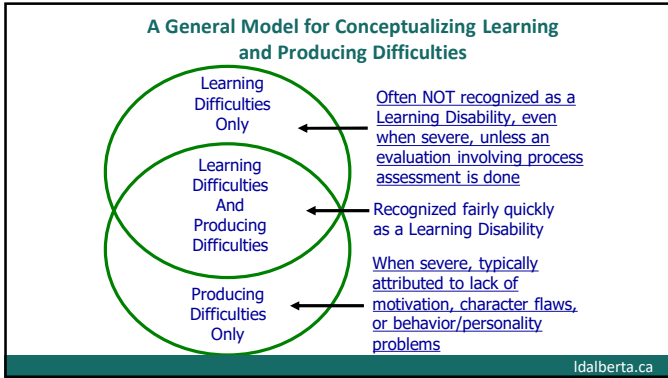 A General Model for Conceptualizing Learning
and Producing Difficulties
Learning
Difficulties
Only
Often NOT recognized as a
Learning Disability, even
when severe, unless an
evaluation involving process
assessment is done
Learning
Difficulties
And
Producing
Difficulties
Recognized fairly quickly
as a Learning Disability
Producing
Difficulties
Only
When severe, typically
attributed to lack of
motivation, character flaws,
or behavior/personality
problems
ldalberta.ca